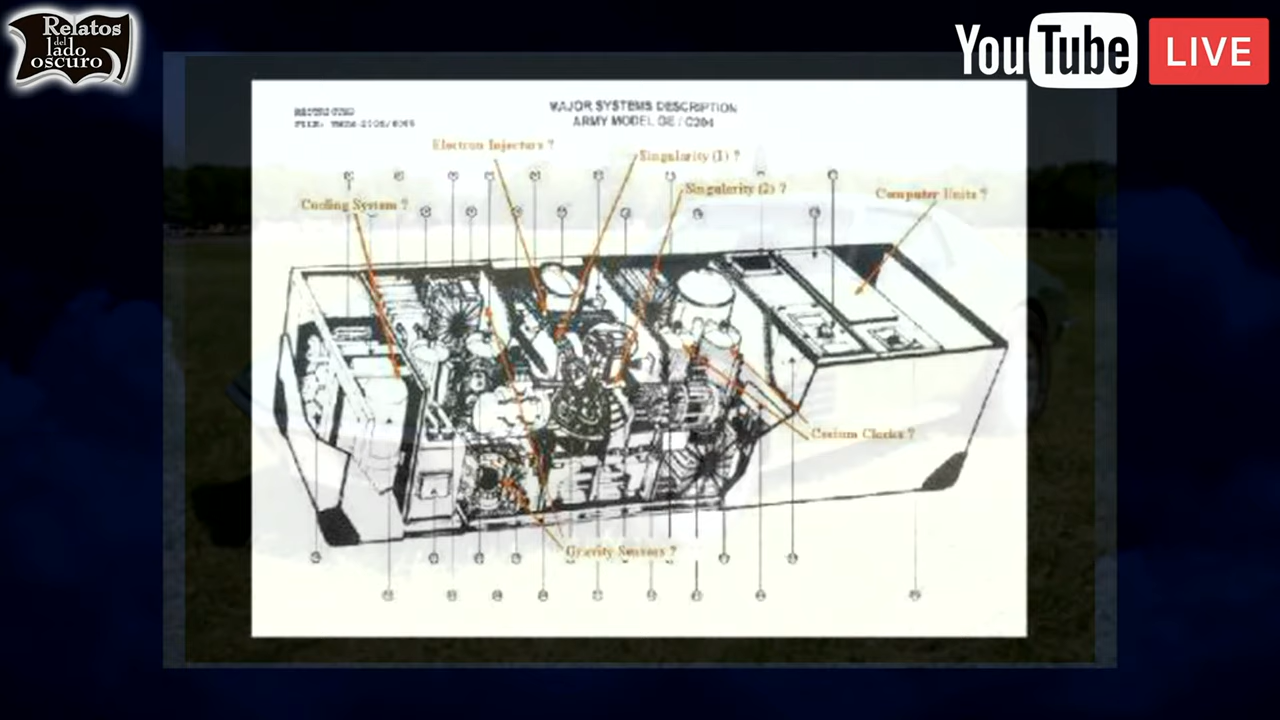 Relatos
del
lado
oscuro
YouTube LIVE
RESTRICTED
MAJOR SYSTEMS DESCRIPTION
ARMY MODEL GE / C204
Electron Injectors ?
Singularity (1) ?
Singularity (2) ?
Computer Units ?
Cooling System ?
Cesium Clocks ?
Gravity Sensors ?